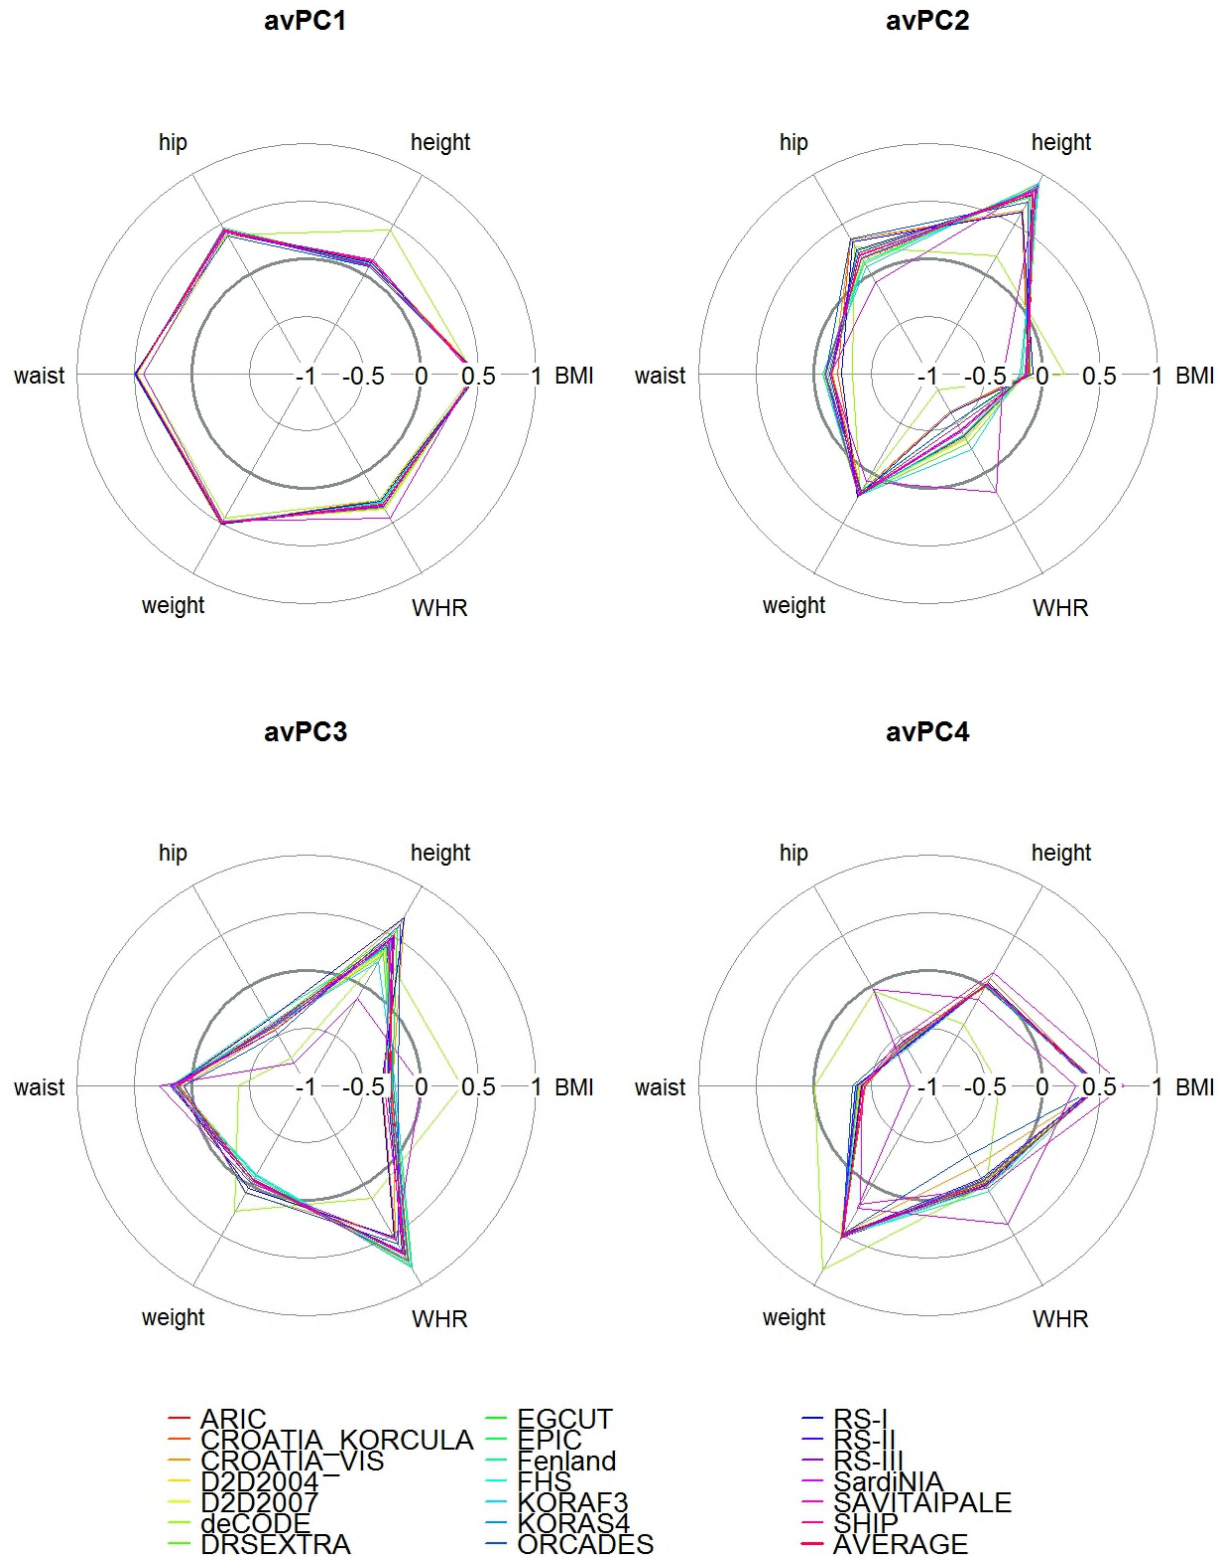 avPC1 avPC2
hip height hip height
waist -1 -0.5 0 0.5 1 BMI waist -1 -0.5 0 0.5 1 BMI
weight WHR weight WHR
avPC3 avPC4
hip height hip height
waist -1 -0.5 0 0.5 1 BMI waist -1 -0.5 0 0.5 1 BMI
weight WHR weight WHR
ARIC EGCUT RS-I
CROATIA_KORCULA EPIC RS-II
CROATIA_VIS Fenland RS-III
D2D2004 FHS SardiNIA
D2D2007 KORAF3 SAVITAIPALE
deCODE KORAS4 SHIP
DRSEXTRA ORCADES AVERAGE